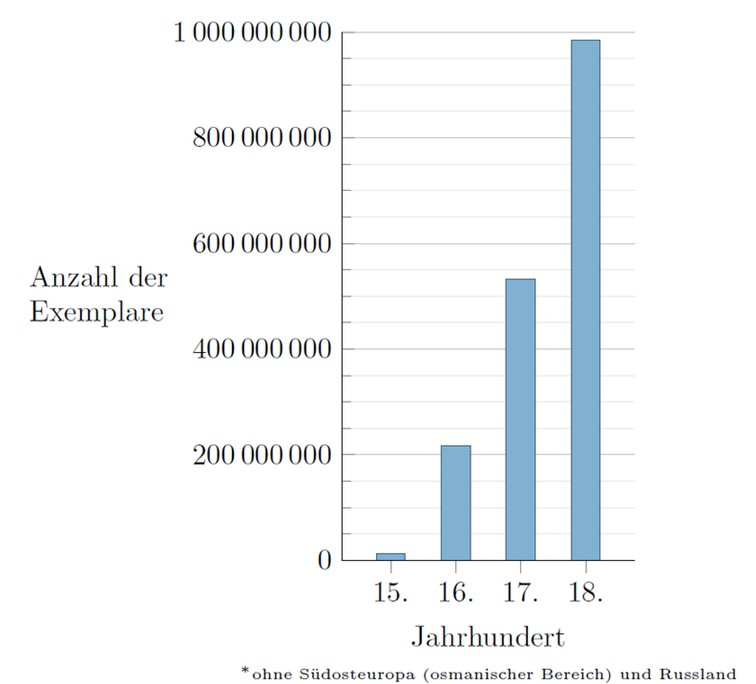 1 000 000 000
800 000 000
600 000 000
Anzahl der
Exemplare
400 000 000
200 000 000
0
15. 16. 17. 18.
Jahrhundert
*ohne Südosteuropa (osmanischer Bereich) und Russland